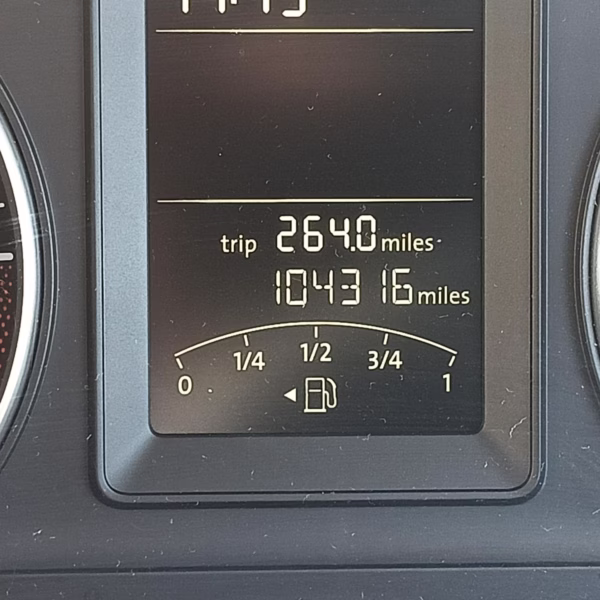 trip 264.0 miles
104316 miles
0 1/4 1/2 3/4 1